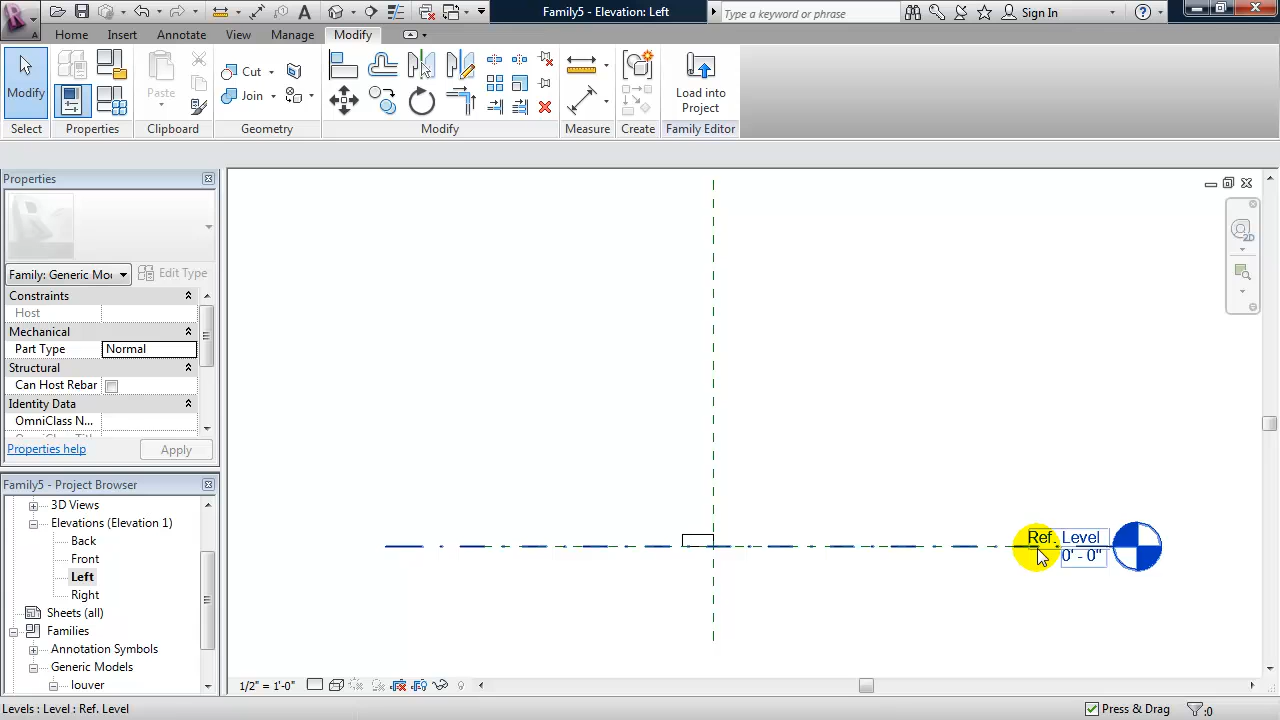 Family5 - Elevation: Left
Type a keyword or phrase
Sign In
Home
Insert
Annotate
View
Manage
Modify
Modify
Paste
Cut
Join
Load into
Project
Select
Properties
Clipboard
Geometry
Modify
Measure
Create
Family Editor
Properties
Family: Generic Mo
Edit Type
Constraints
Host
Mechanical
Part Type
Normal
Structural
Can Host Rebar
Identity Data
OmniClass N...
Properties help
Apply
Family5 - Project Browser
3D Views
Elevations (Elevation 1)
Back
Front
Left
Right
Sheets (all)
Families
Annotation Symbols
Generic Models
louver
2D
Ref. Level
0' - 0"
1/2" = 1'-0"
Levels : Level : Ref. Level
Press & Drag
:0